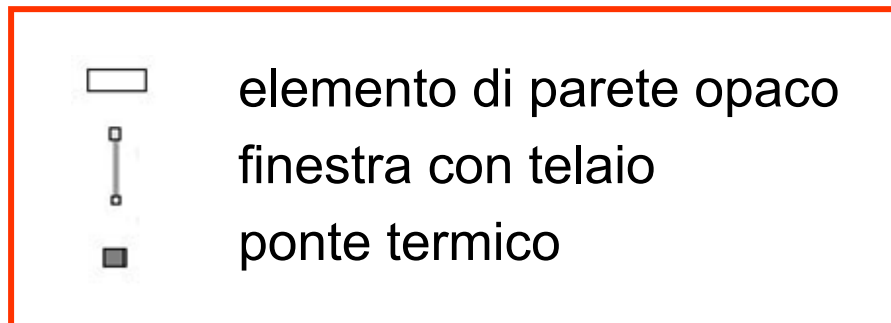 elemento di parete opaco
finestra con telaio
ponte termico